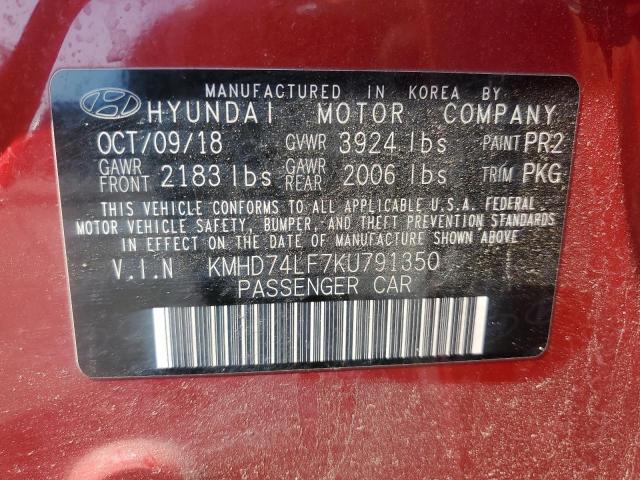 MANUFACTURED IN KOREA BY
HYUNDAI MOTOR COMPANY
OCT/09/18 GVWR 3924 lbs PAINT PR2
GAWR FRONT 2183 lbs GAWR REAR 2006 lbs TRIM PKG
THIS VEHICLE CONFORMS TO ALL APPLICABLE U.S.A. FEDERAL
MOTOR VEHICLE SAFETY, BUMPER, AND THEFT PREVENTION STANDARDS
IN EFFECT ON THE DATE OF MANUFACTURE SHOWN ABOVE.
V.I.N KMHD74LF7KU791350
PASSENGER CAR